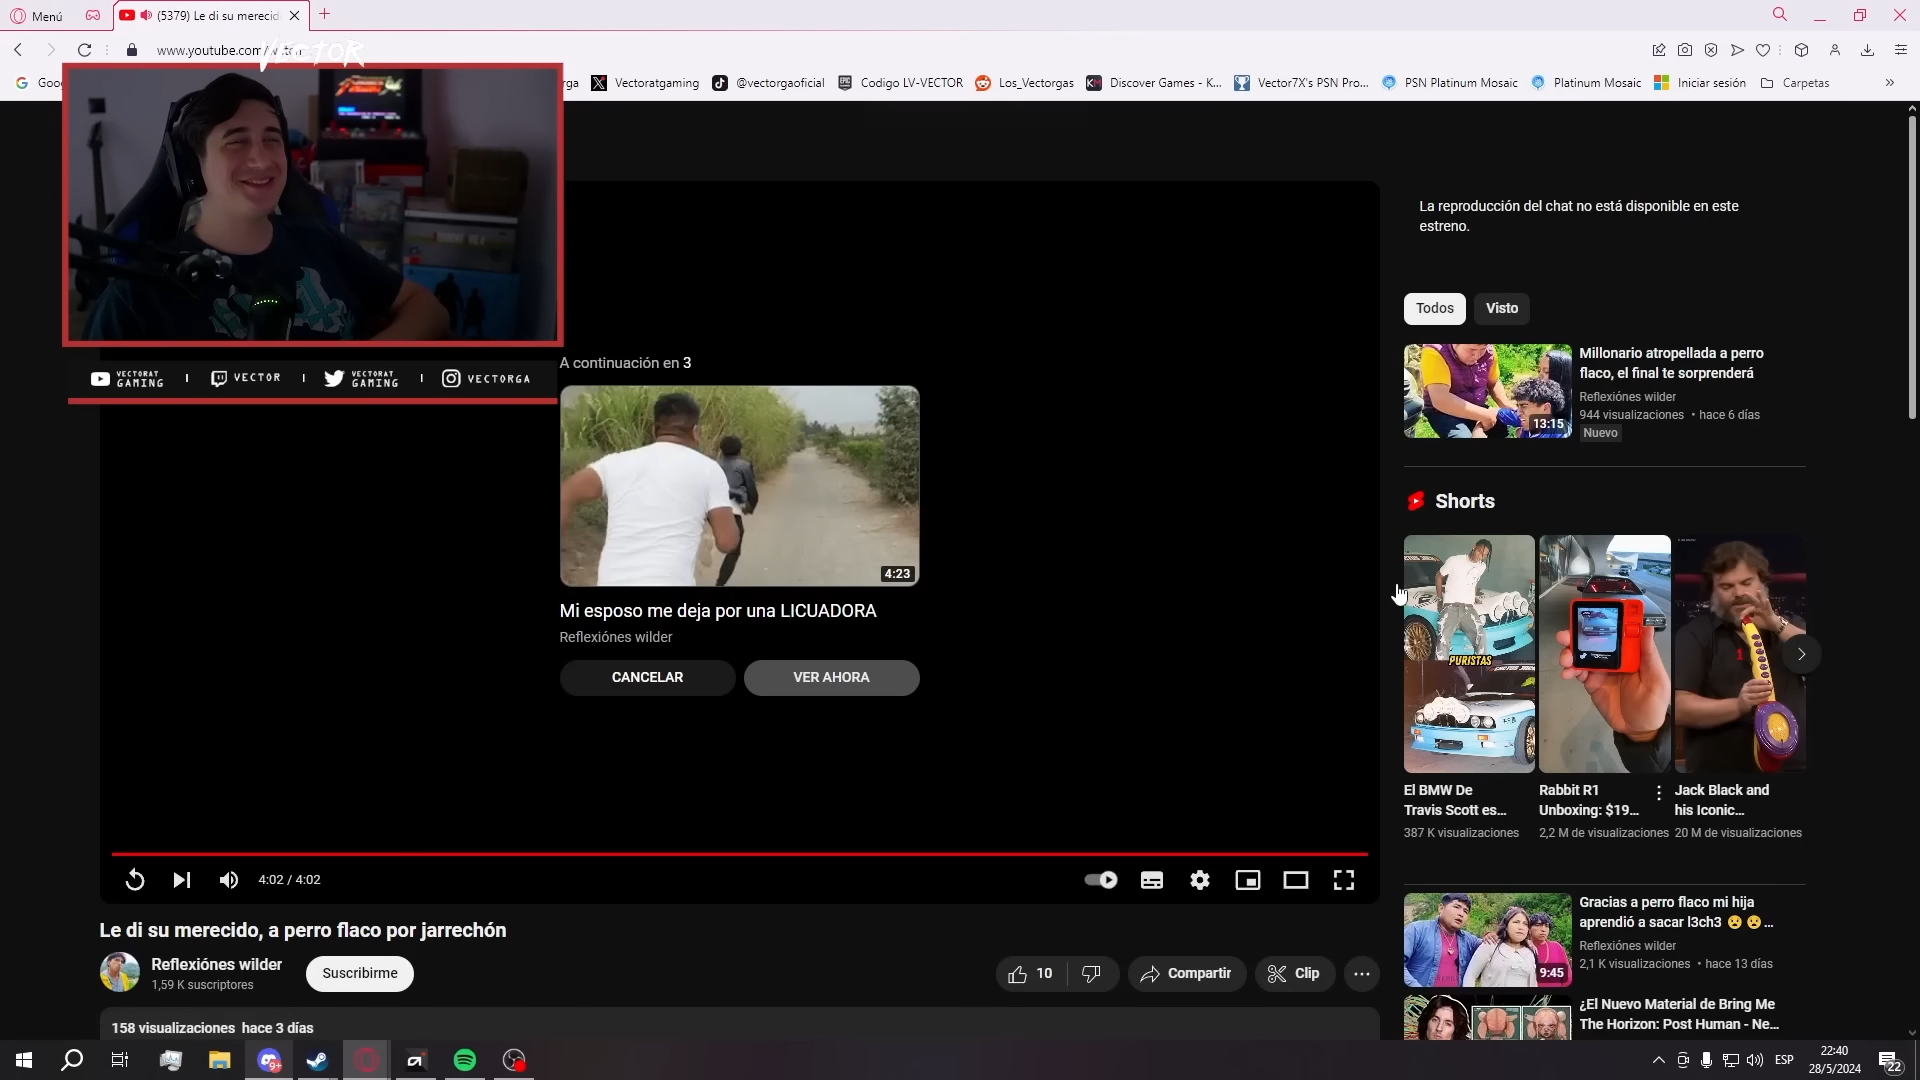 Menú
(5379) Le di su merecid
www.youtube.com/
VECTOR
Goo
rga
Vectoratgaming
@vectorgaoficial
Codigo LV-VECTOR
Los_Vectorgas
Discover Games - K...
Vector7X's PSN Pro...
PSN Platinum Mosaic
Platinum Mosaic
Iniciar sesión
Carpetas
VECTORAT GAMING
VECTOR
VECTORAT GAMING
VECTORGA
A continuación en 3
4:23
Mi esposo me deja por una LICUADORA
Reflexiónes wilder
CANCELAR
VER AHORA
4:02 / 4:02
Le di su merecido, a perro flaco por jarrechón
Reflexiónes wilder
1,59 K suscriptores
Suscribirme
10
Compartir
Clip
158 visualizaciones hace 3 días
La reproducción del chat no está disponible en este
estreno.
Todos
Visto
13:15
Millonario atropellada a perro
flaco, el final te sorprenderá
Reflexiónes wilder
944 visualizaciones • hace 6 días
Nuevo
Shorts
PURISTAS
El BMW De
Travis Scott es...
387 K visualizaciones
Rabbit R1
Unboxing: $19...
2,2 M de visualizaciones
Jack Black and
his Iconic...
20 M de visualizaciones
9:45
Gracias a perro flaco mi hija
aprendió a sacar l3ch3 😧 😧 ...
Reflexiónes wilder
2,1 K visualizaciones • hace 13 días
¿El Nuevo Material de Bring Me
The Horizon: Post Human - Ne...
9+
ESP
22:40
28/5/2024
22